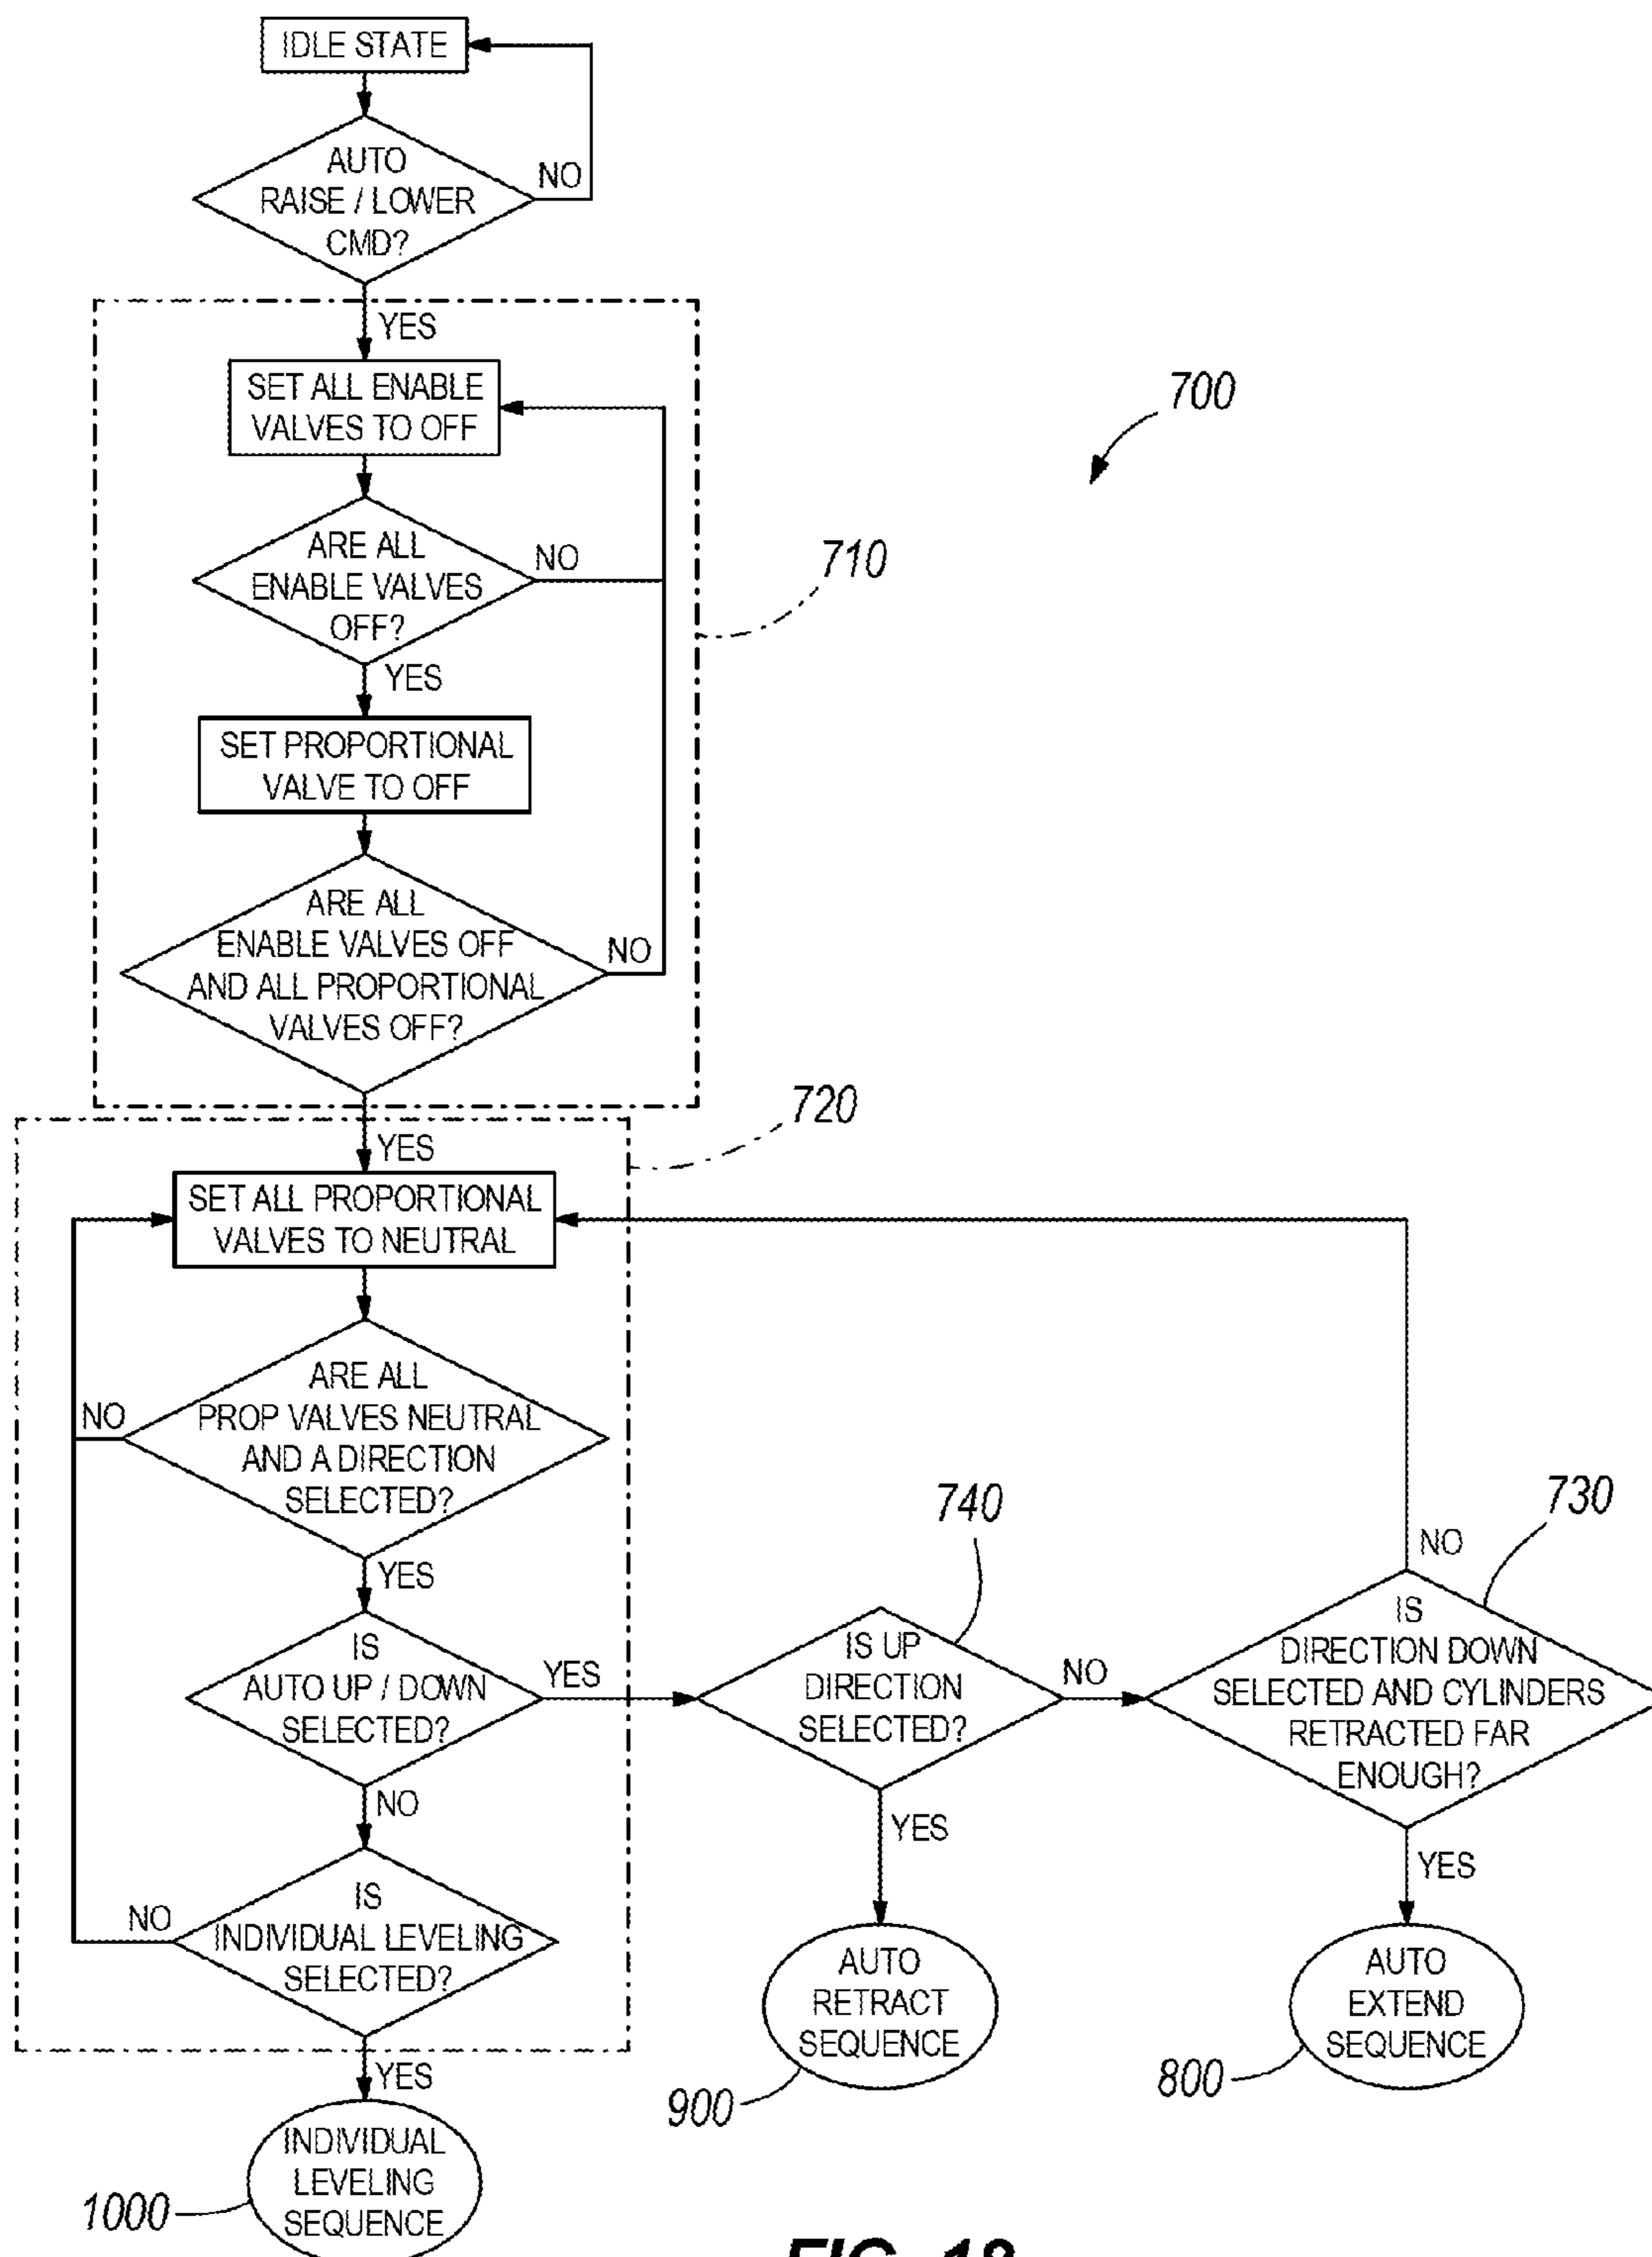 IDLE STATE
AUTO
RAISE / LOWER
CMD?
NO
YES
SET ALL ENABLE
VALVES TO OFF
700
ARE ALL
ENABLE VALVES
OFF?
NO
710
YES
SET PROPORTIONAL
VALVE TO OFF
ARE ALL
ENABLE VALVES OFF
AND ALL PROPORTIONAL
VALVES OFF?
NO
720
YES
SET ALL PROPORTIONAL
VALVES TO NEUTRAL
ARE ALL
PROP VALVES NEUTRAL
AND A DIRECTION
SELECTED?
NO
YES
IS
AUTO UP / DOWN
SELECTED?
YES
740
IS UP
DIRECTION
SELECTED?
NO
730
NO
IS
DIRECTION DOWN
SELECTED AND CYLINDERS
RETRACTED FAR
ENOUGH?
NO
IS
INDIVIDUAL LEVELING
SELECTED?
NO
YES
AUTO
RETRACT
SEQUENCE
900
YES
AUTO
EXTEND
SEQUENCE
800
YES
INDIVIDUAL
LEVELING
SEQUENCE
1000